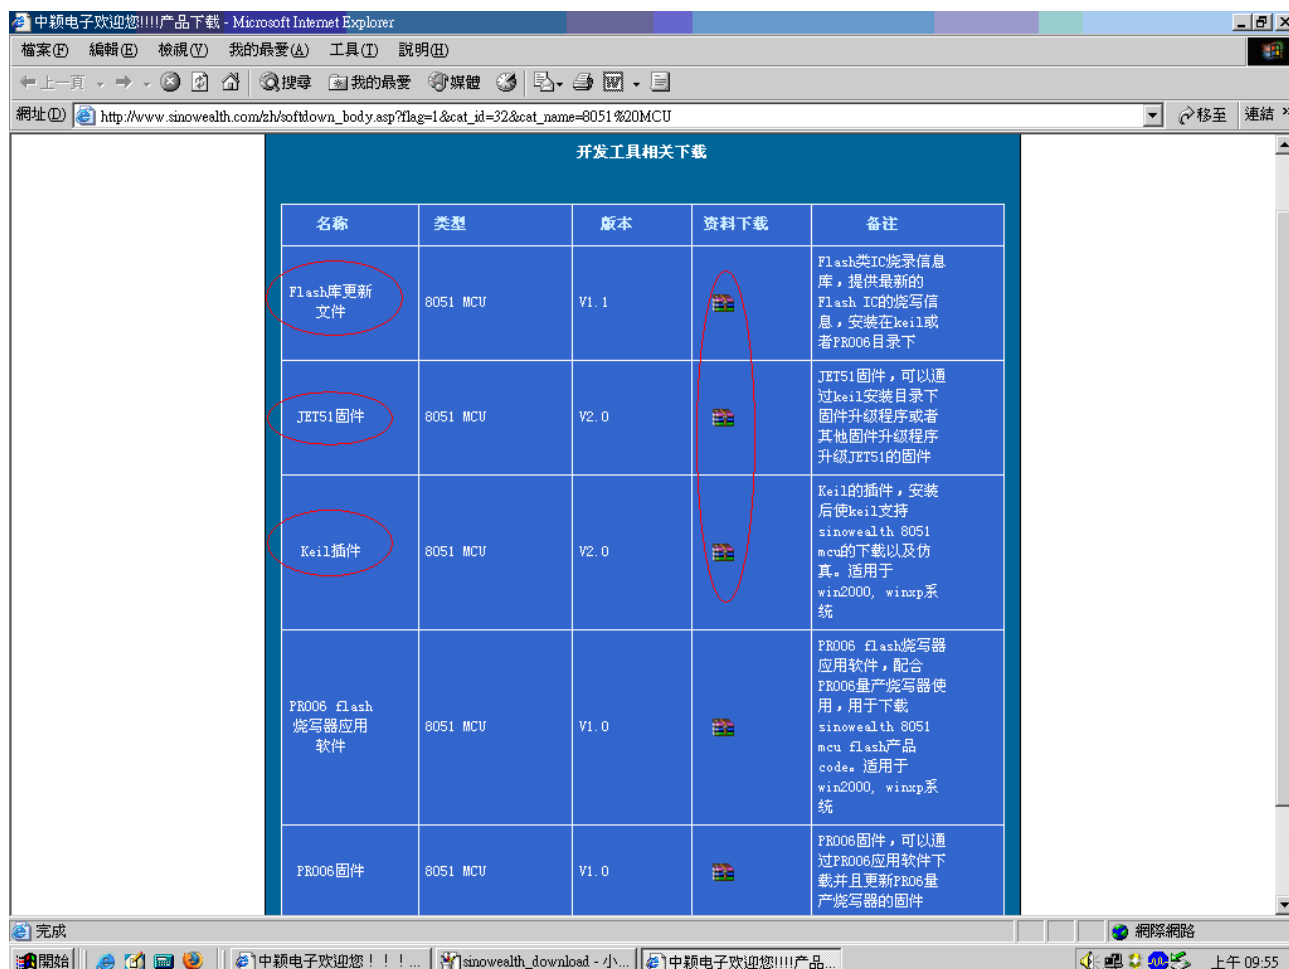 中颖电子欢迎您!!!!产品下载 - Microsoft Internet Explorer
檔案(F) 編輯(E) 檢視(V) 我的最愛(A) 工具(T) 說明(H)
上一頁 搜尋 我的最愛 媒體
網址(D) http://www.sinowealth.com/zh/softdown_body.asp?flag=1&cat_id=32&cat_name=8051%20MCU 移至 連結 »
开发工具相关下载
名称 类型 版本 资料下载 备注
Flash库更新
文件
8051 MCU
V1.1
Flash类IC烧录信息
库，提供最新的
Flash IC的烧写信
息，安装在keil或
者PRO06目录下
JET51固件
8051 MCU
V2.0
JET51固件，可以通
过keil安装目录下
固件升级程序或者
其他固件升级程序
升级JET51的固件
Keil插件
8051 MCU
V2.0
Keil的插件，安装
后使keil支持
sinowealth 8051
mcu的下载以及仿
真。适用于
win2000, winxp系
统
PRO06 flash
烧写器应用
软件
8051 MCU
V1.0
PRO06 flash烧写器
应用软件，配合
PRO06量产烧写器使
用，用于下载
sinowealth 8051
mcu flash产品
code。适用于
win2000, winxp系
统
PRO06固件
8051 MCU
V1.0
PRO06固件，可以通
过PRO06应用软件下
载并且更新PRO6量
产烧写器的固件
完成 網際網路
開始 中颖电子欢迎您！！！... sinowealth_download - 小... 中颖电子欢迎您!!!!产品... 上午 09:55